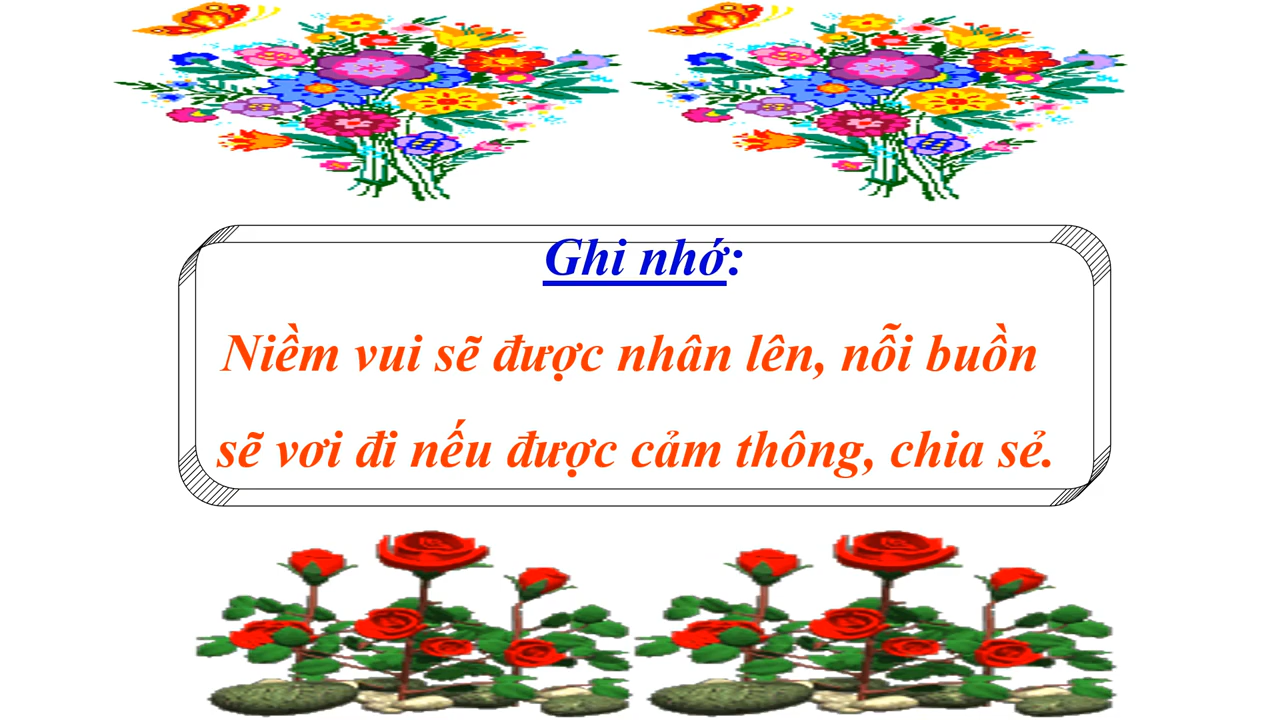 Ghi nhớ:
Niềm vui sẽ được nhân lên, nỗi buồn
sẽ vơi đi nếu được cảm thông, chia sẻ.